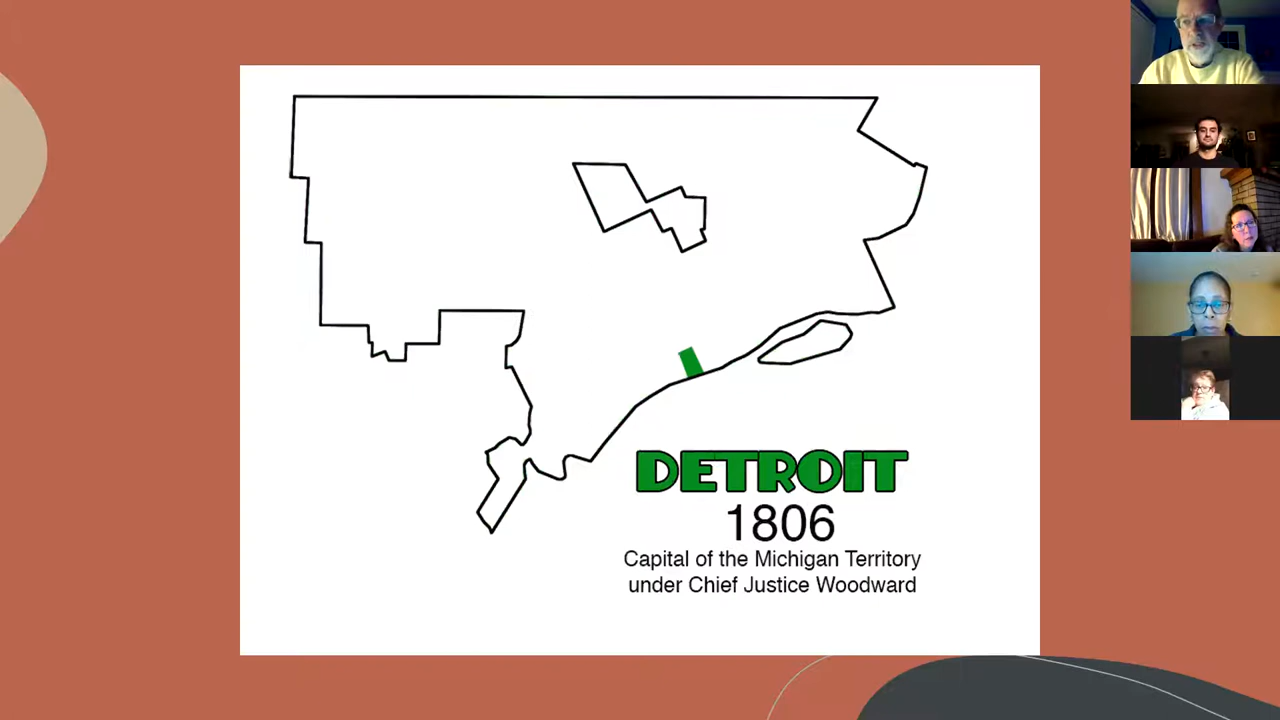 DETROIT
1806
Capital of the Michigan Territory
under Chief Justice Woodward